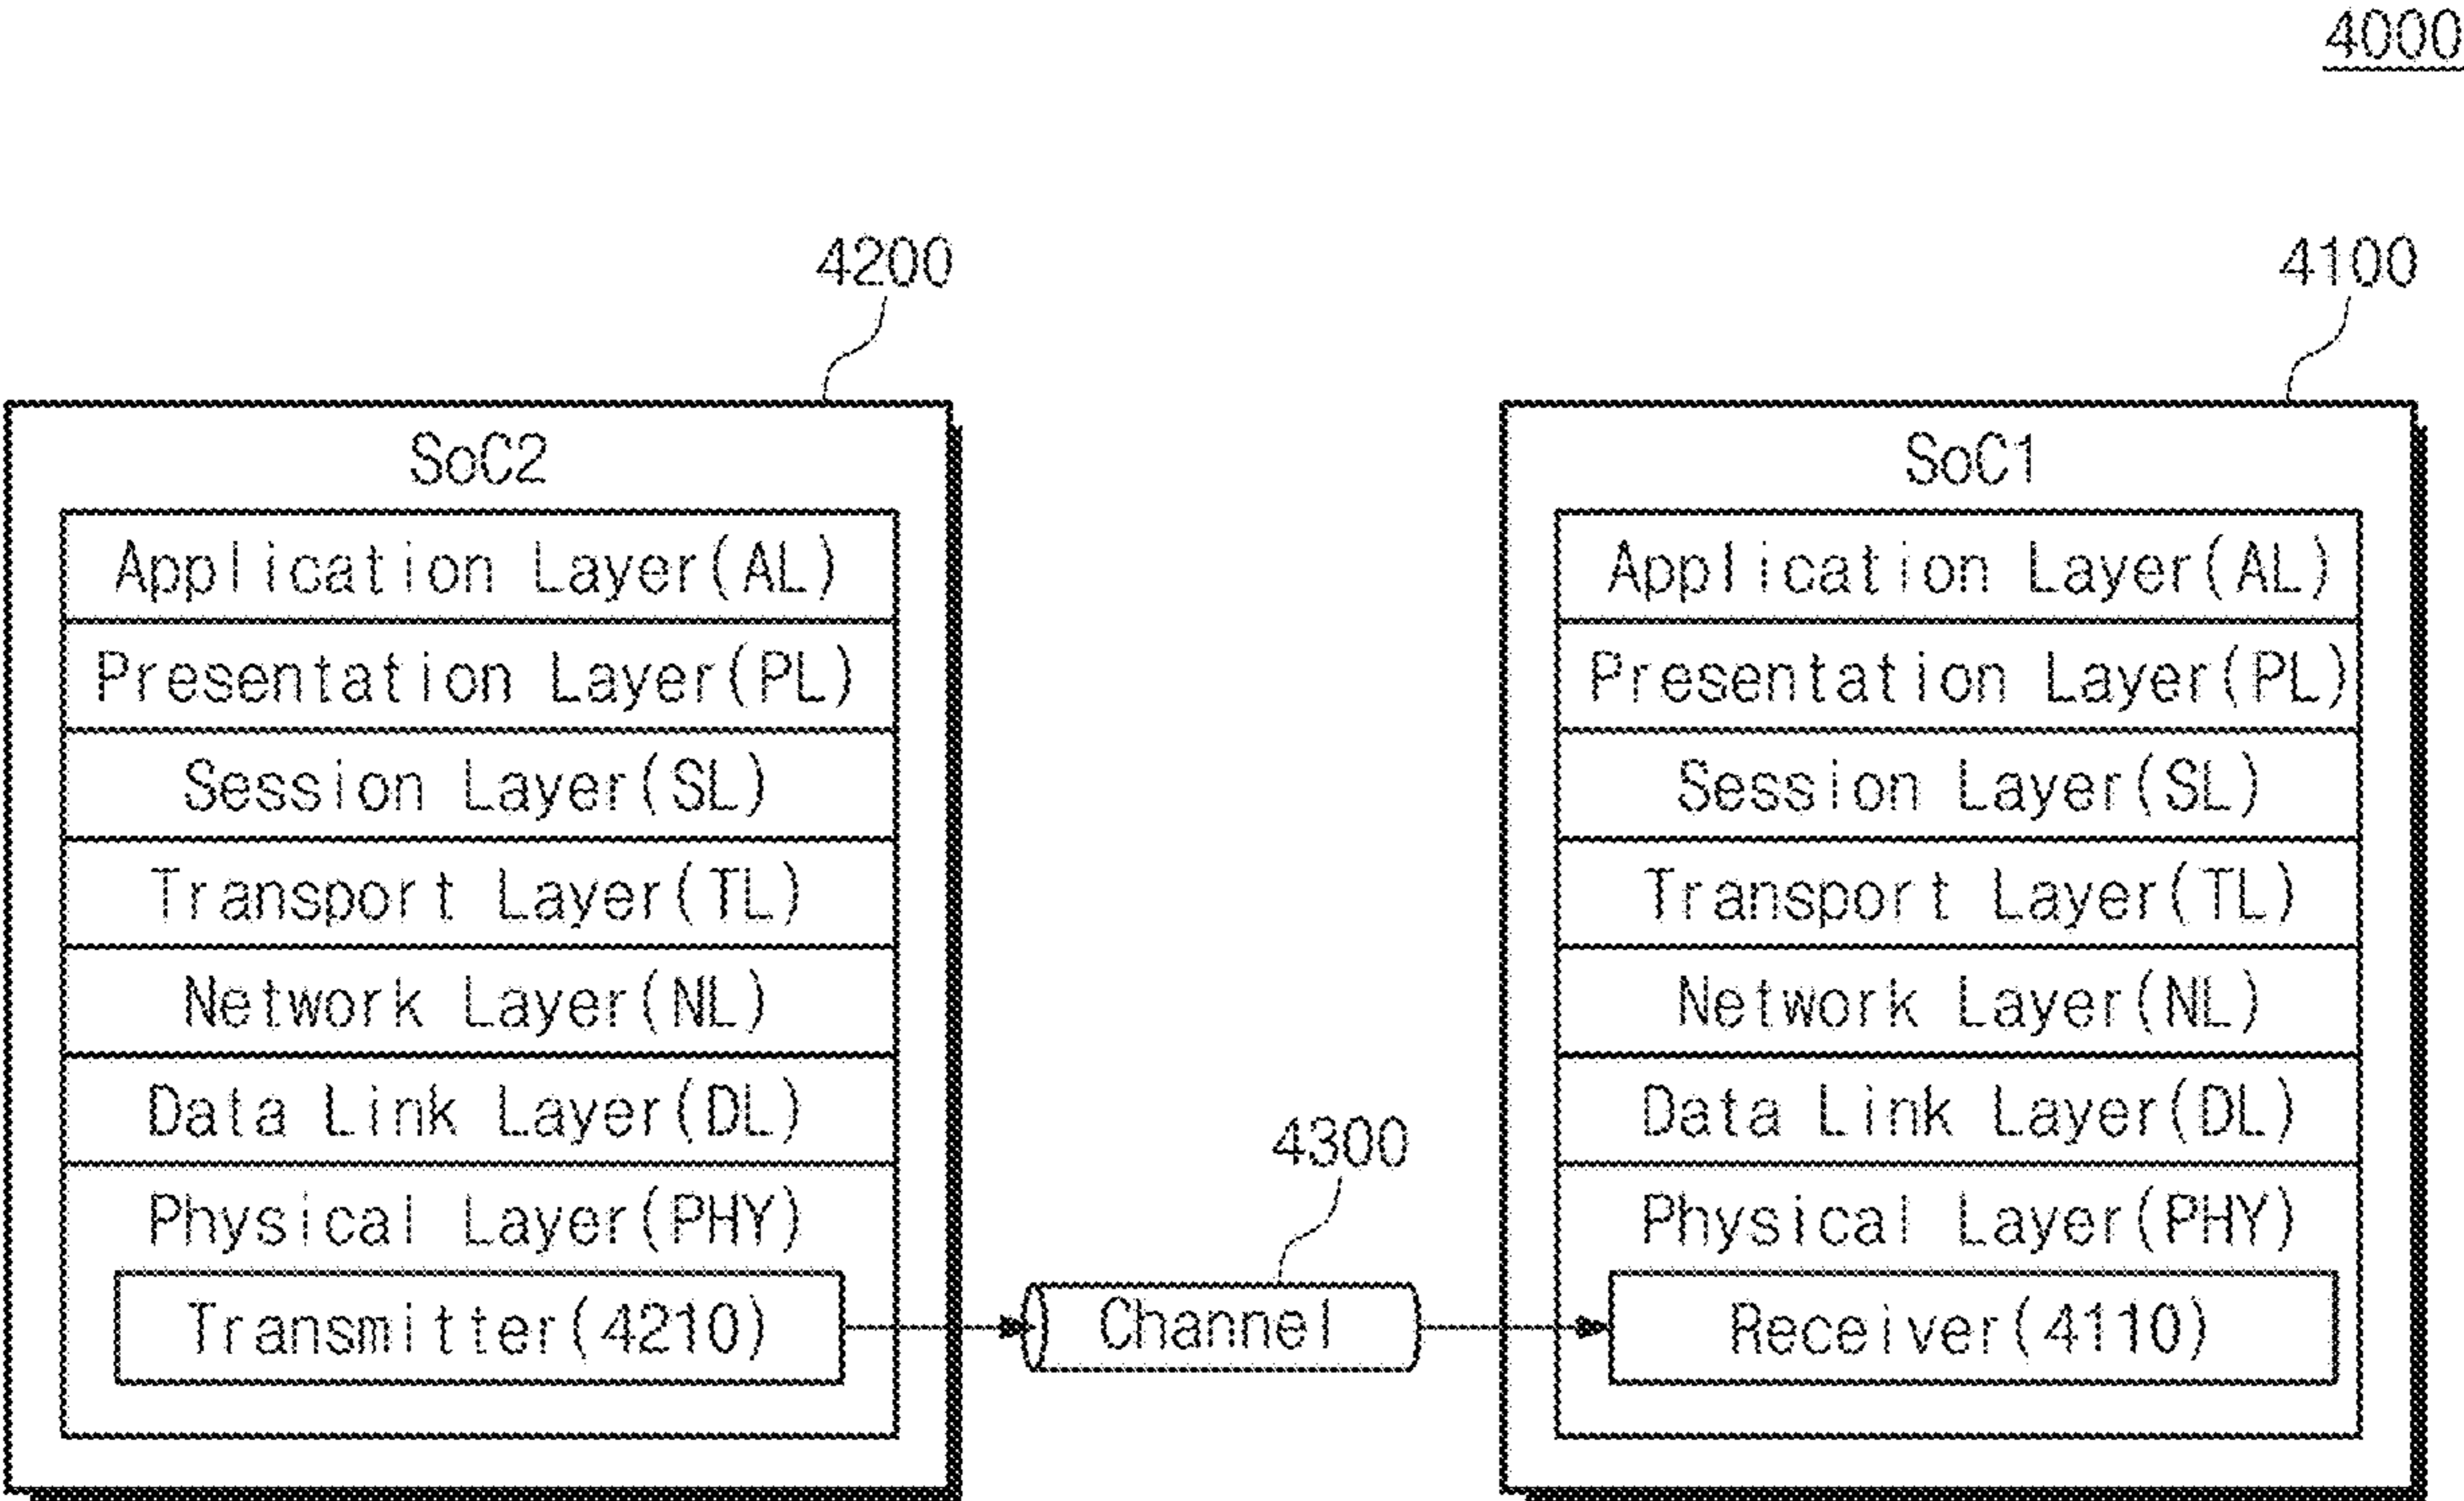 4000
4200
SoC2
Application Layer(AL)
Presentation Layer(PL)
Session Layer(SL)
Transport Layer(TL)
Network Layer(NL)
Data Link Layer(DL)
Physical Layer(PHY)
Transmitter(4210)
4300
Channel
4100
SoC1
Application Layer(AL)
Presentation Layer(PL)
Session Layer(SL)
Transport Layer(TL)
Network Layer(NL)
Data Link Layer(DL)
Physical Layer(PHY)
Receiver(4110)